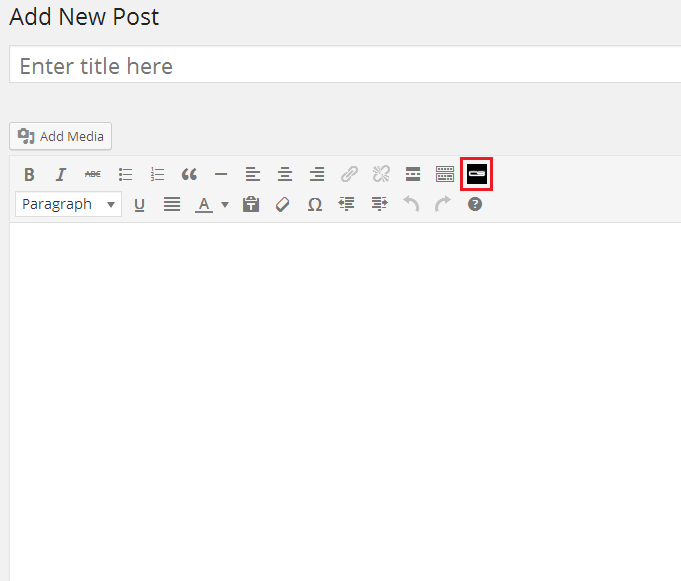 Add New Post
Enter title here
Add Media
B I ABC
Paragraph U A T Ω ?